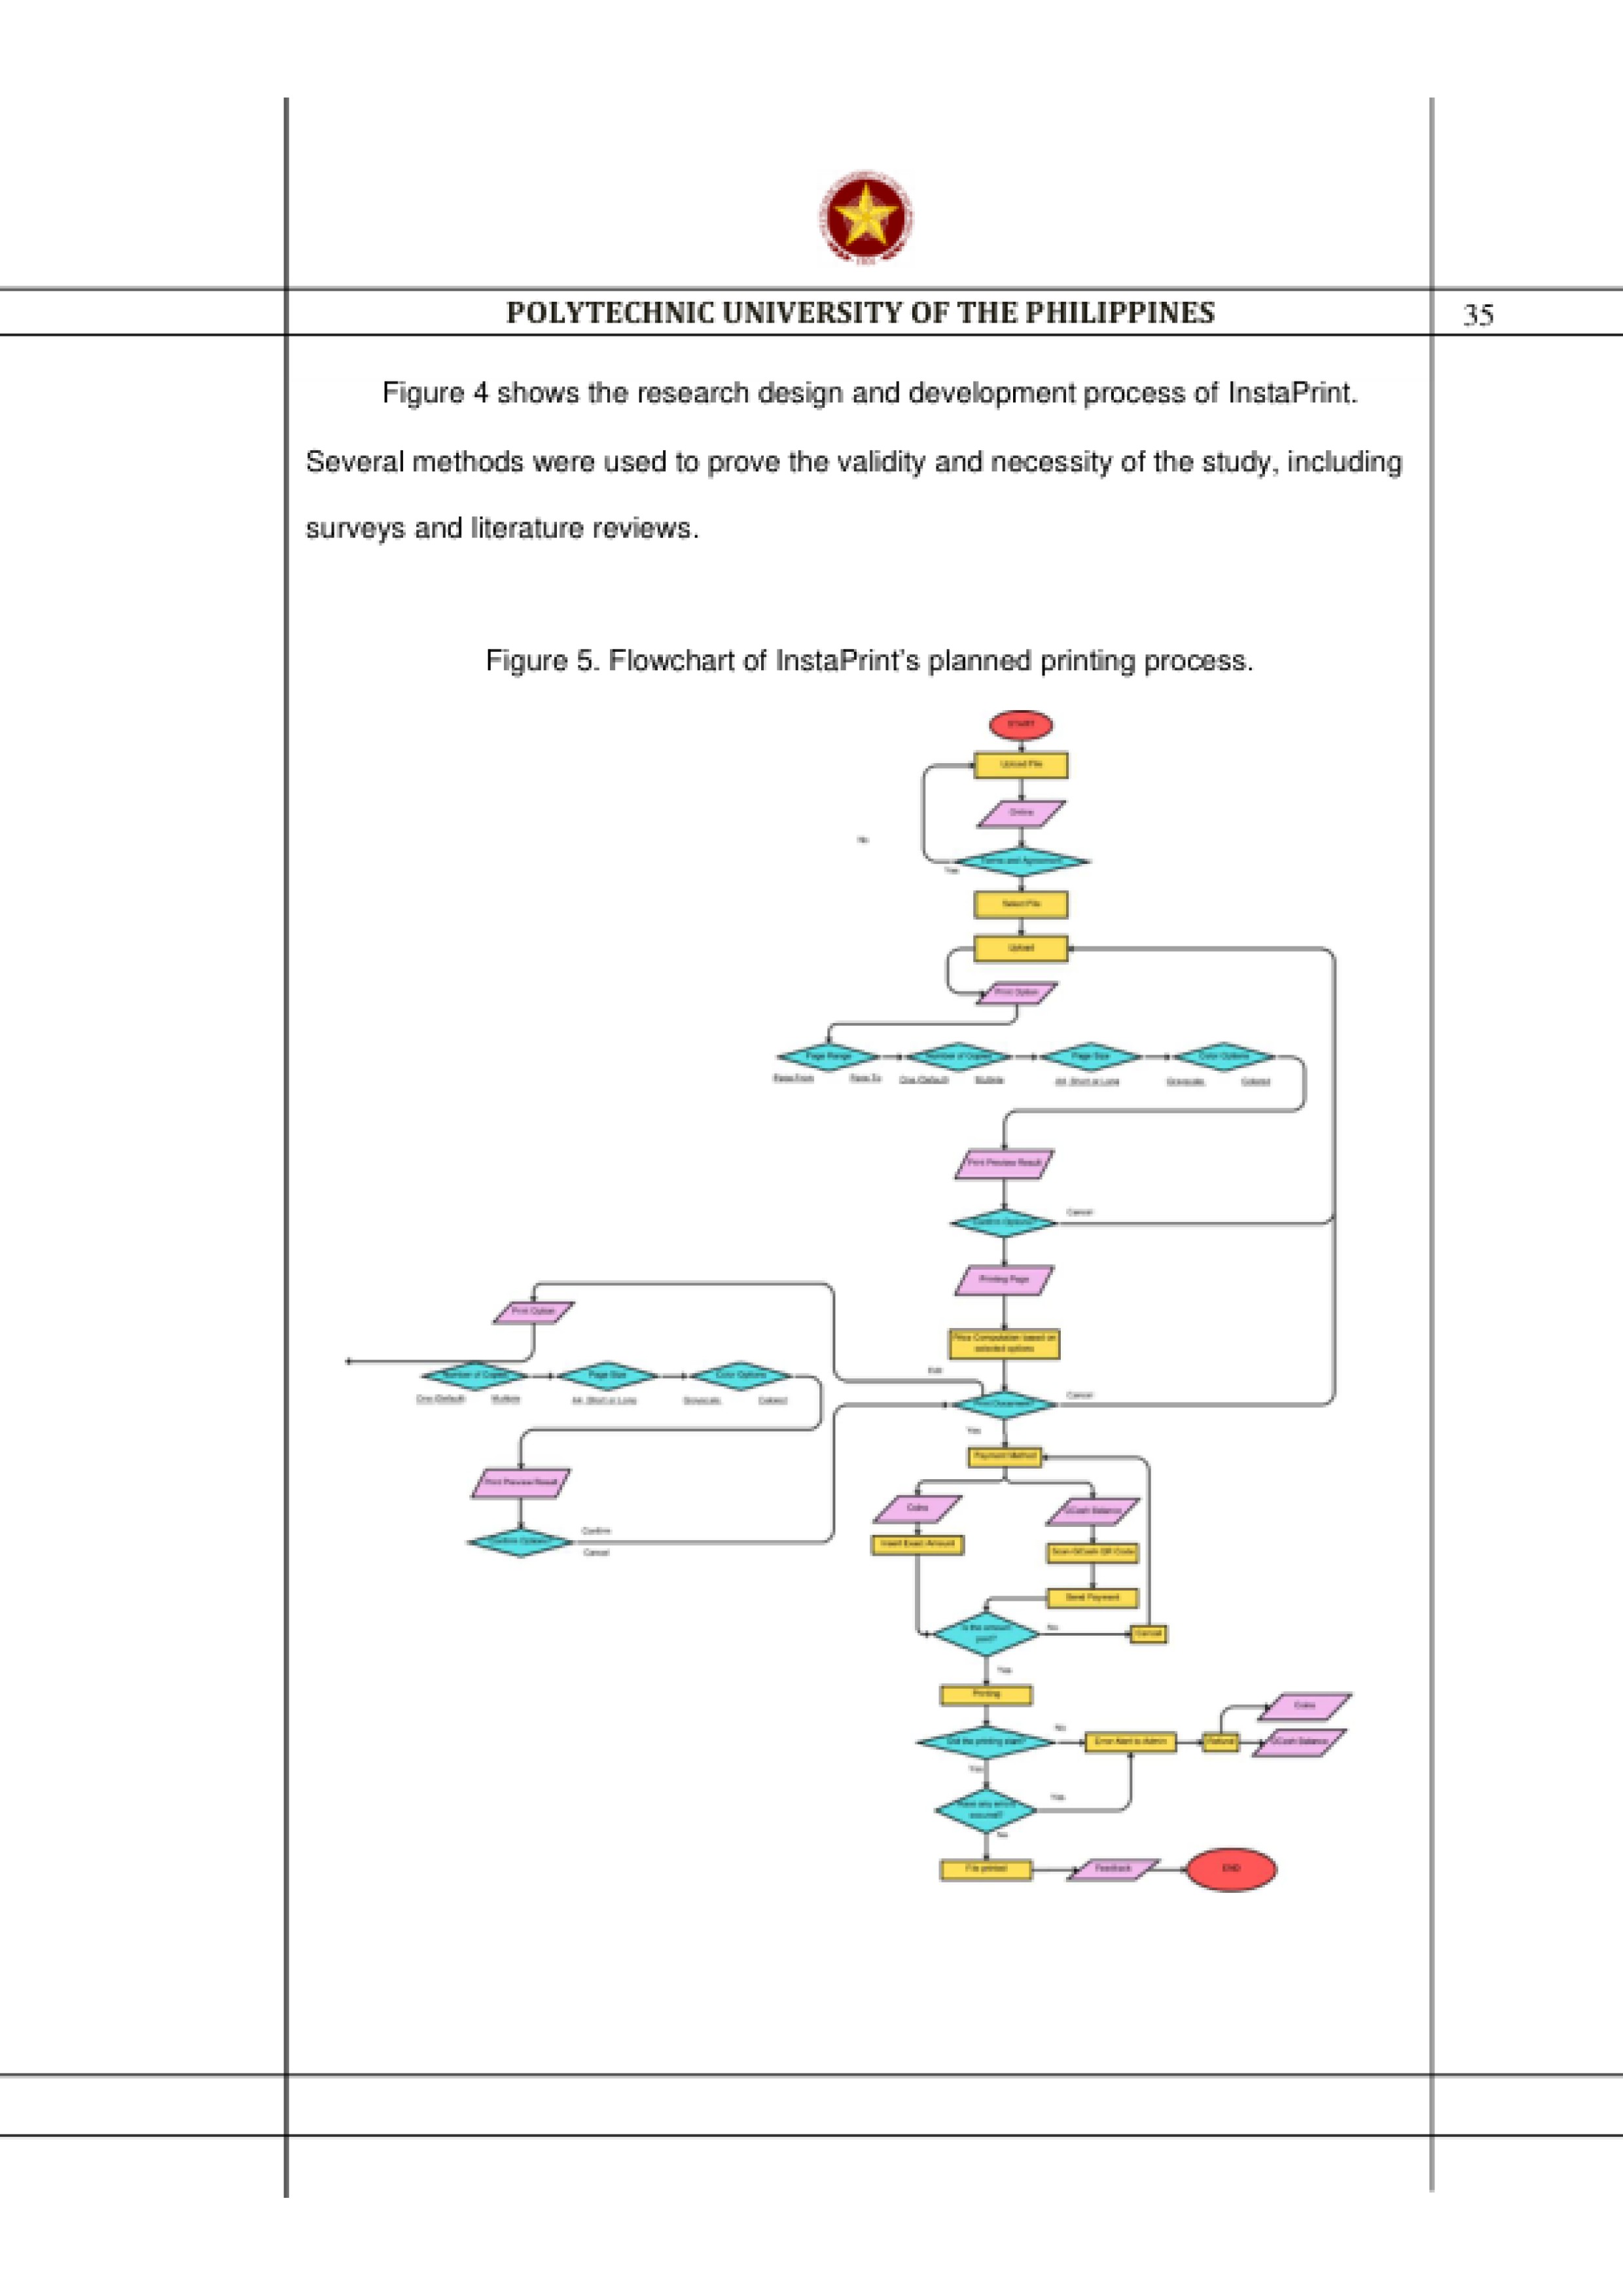 POLYTECHNIC UNIVERSITY OF THE PHILIPPINES
35
Figure 4 shows the research design and development process of InstaPrint.
Several methods were used to prove the validity and necessity of the study, including
surveys and literature reviews.
Figure 5. Flowchart of InstaPrint's planned printing process.
START
Upload File
Online
No
Terms and Agreement
Yes
Select File
Upload
Print Option
Page Range
Number of Copies
Page Size
Color Options
Page From
Page To
One (Default)
Multiple
A4, Short or Long
Grayscale
Colored
Print Preview Result
Confirm Options?
Cancel
Printing Page
Print Option
Price Computation based on
selected options
Edit
Number of Copies
Page Size
Color Options
Print Document?
Cancel
One (Default)
Multiple
A4, Short or Long
Grayscale
Colored
Yes
Payment Method
Print Preview Result
Coins
GCash Balance
Confirm Options?
Confirm
Cancel
Insert Exact Amount
Scan GCash QR Code
Send Payment
Is the amount
paid?
No
Cancel
Yes
Printing
Coins
Did the printing start?
No
Error Alert to Admin
Refund
GCash Balance
Yes
Have any errors
occurred?
Yes
No
File printed
Feedback
END